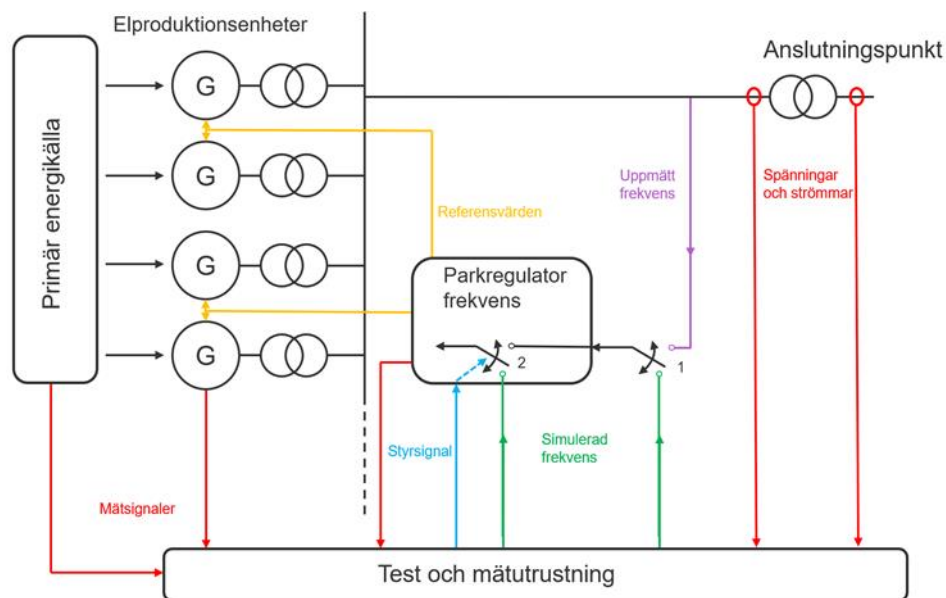 Elproduktionsenheter
Anslutningspunkt
Primär energikälla
G
G
G
G
Uppmätt
frekvens
Spänningar
och strömmar
Referensvärden
Parkregulator
frekvens
2
1
Styrsignal
Simulerad
frekvens
Mätsignaler
Test och mätutrustning